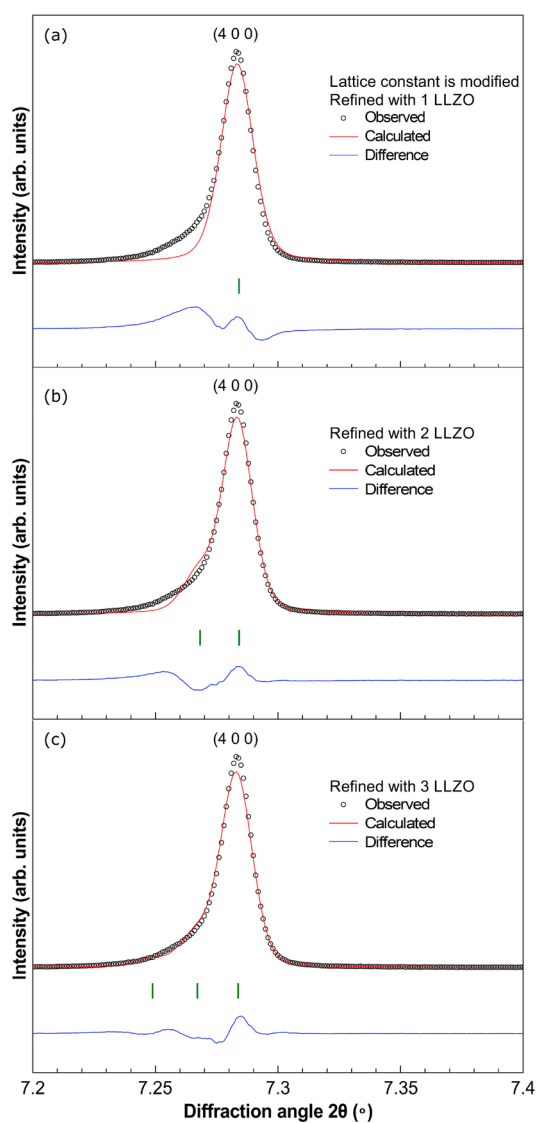 (a)
(4 0 0)
Lattice constant is modified
Refined with 1 LLZO
Observed
Calculated
Difference
Intensity (arb. units)
(b)
(4 0 0)
Refined with 2 LLZO
Observed
Calculated
Difference
Intensity (arb. units)
(c)
(4 0 0)
Refined with 3 LLZO
Observed
Calculated
Difference
Intensity (arb. units)
7.2 7.25 7.3 7.35 7.4
Diffraction angle 2θ (°)